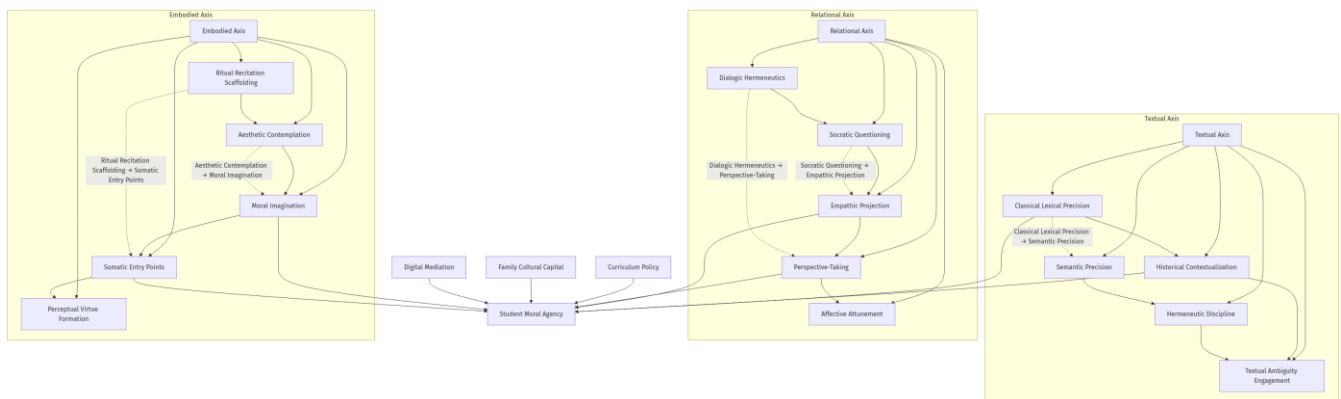 Embodied Axis
Embodied Axis
Ritual Recitation
Scaffolding
Aesthetic Contemplation
Ritual Recitation
Scaffolding → Somatic
Entry Points
Aesthetic Contemplation
→ Moral Imagination
Moral Imagination
Somatic Entry Points
Perceptual Virtue
Formation
Digital Mediation
Family Cultural Capital
Curriculum Policy
Student Moral Agency
Relational Axis
Relational Axis
Dialogic Hermeneutics
Socratic Questioning
Dialogic Hermeneutics →
Perspective-Taking
Socratic Questioning →
Empathic Projection
Empathic Projection
Perspective-Taking
Affective Attunement
Textual Axis
Textual Axis
Classical Lexical Precision
Classical Lexical Precision
→ Semantic Precision
Semantic Precision
Historical Contextualization
Hermeneutic Discipline
Textual Ambiguity
Engagement